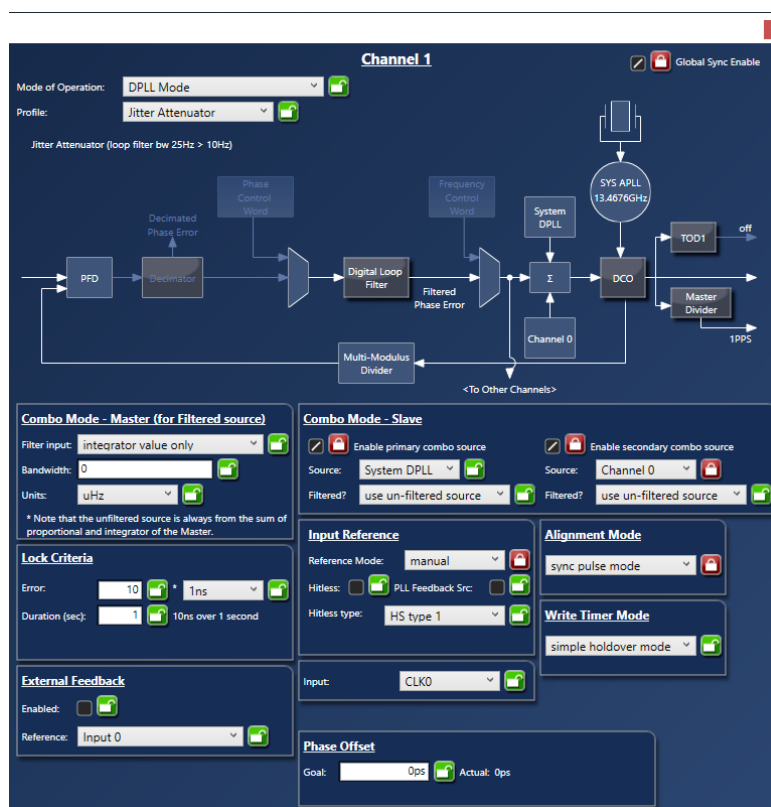 Channel 1
Global Sync Enable
Mode of Operation: DPLL Mode
Profile: Jitter Attenuator
Jitter Attenuator (loop filter bw 25Hz > 10Hz)
Phase
Control
Word
Frequency
Control
Word
SYS APLL
13.4676GHz
Decimated
Phase Error
System
DPLL
TOD1
off
PFD
Decimator
Digital Loop
Filter
Filtered
Phase Error
Σ
DCO
Master
Divider
1PPS
Channel 0
Multi-Modulus
Divider
<To Other Channels>
Combo Mode - Master (for Filtered source)
Filter input: integrator value only
Bandwidth: 0
Units: uHz
* Note that the unfiltered source is always from the sum of
proportional and integrator of the Master.
Combo Mode - Slave
Enable primary combo source
Enable secondary combo source
Source: System DPLL
Source: Channel 0
Filtered? use un-filtered source
Filtered? use un-filtered source
Lock Criteria
Error: 10 * 1ns
Duration (sec): 1 10ns over 1 second
Input Reference
Reference Mode: manual
Hitless: PLL Feedback Src:
Hitless type: HS type 1
Alignment Mode
sync pulse mode
Write Timer Mode
simple holdover mode
External Feedback
Enabled:
Reference: Input 0
Input: CLK0
Phase Offset
Goal: 0ps Actual: 0ps